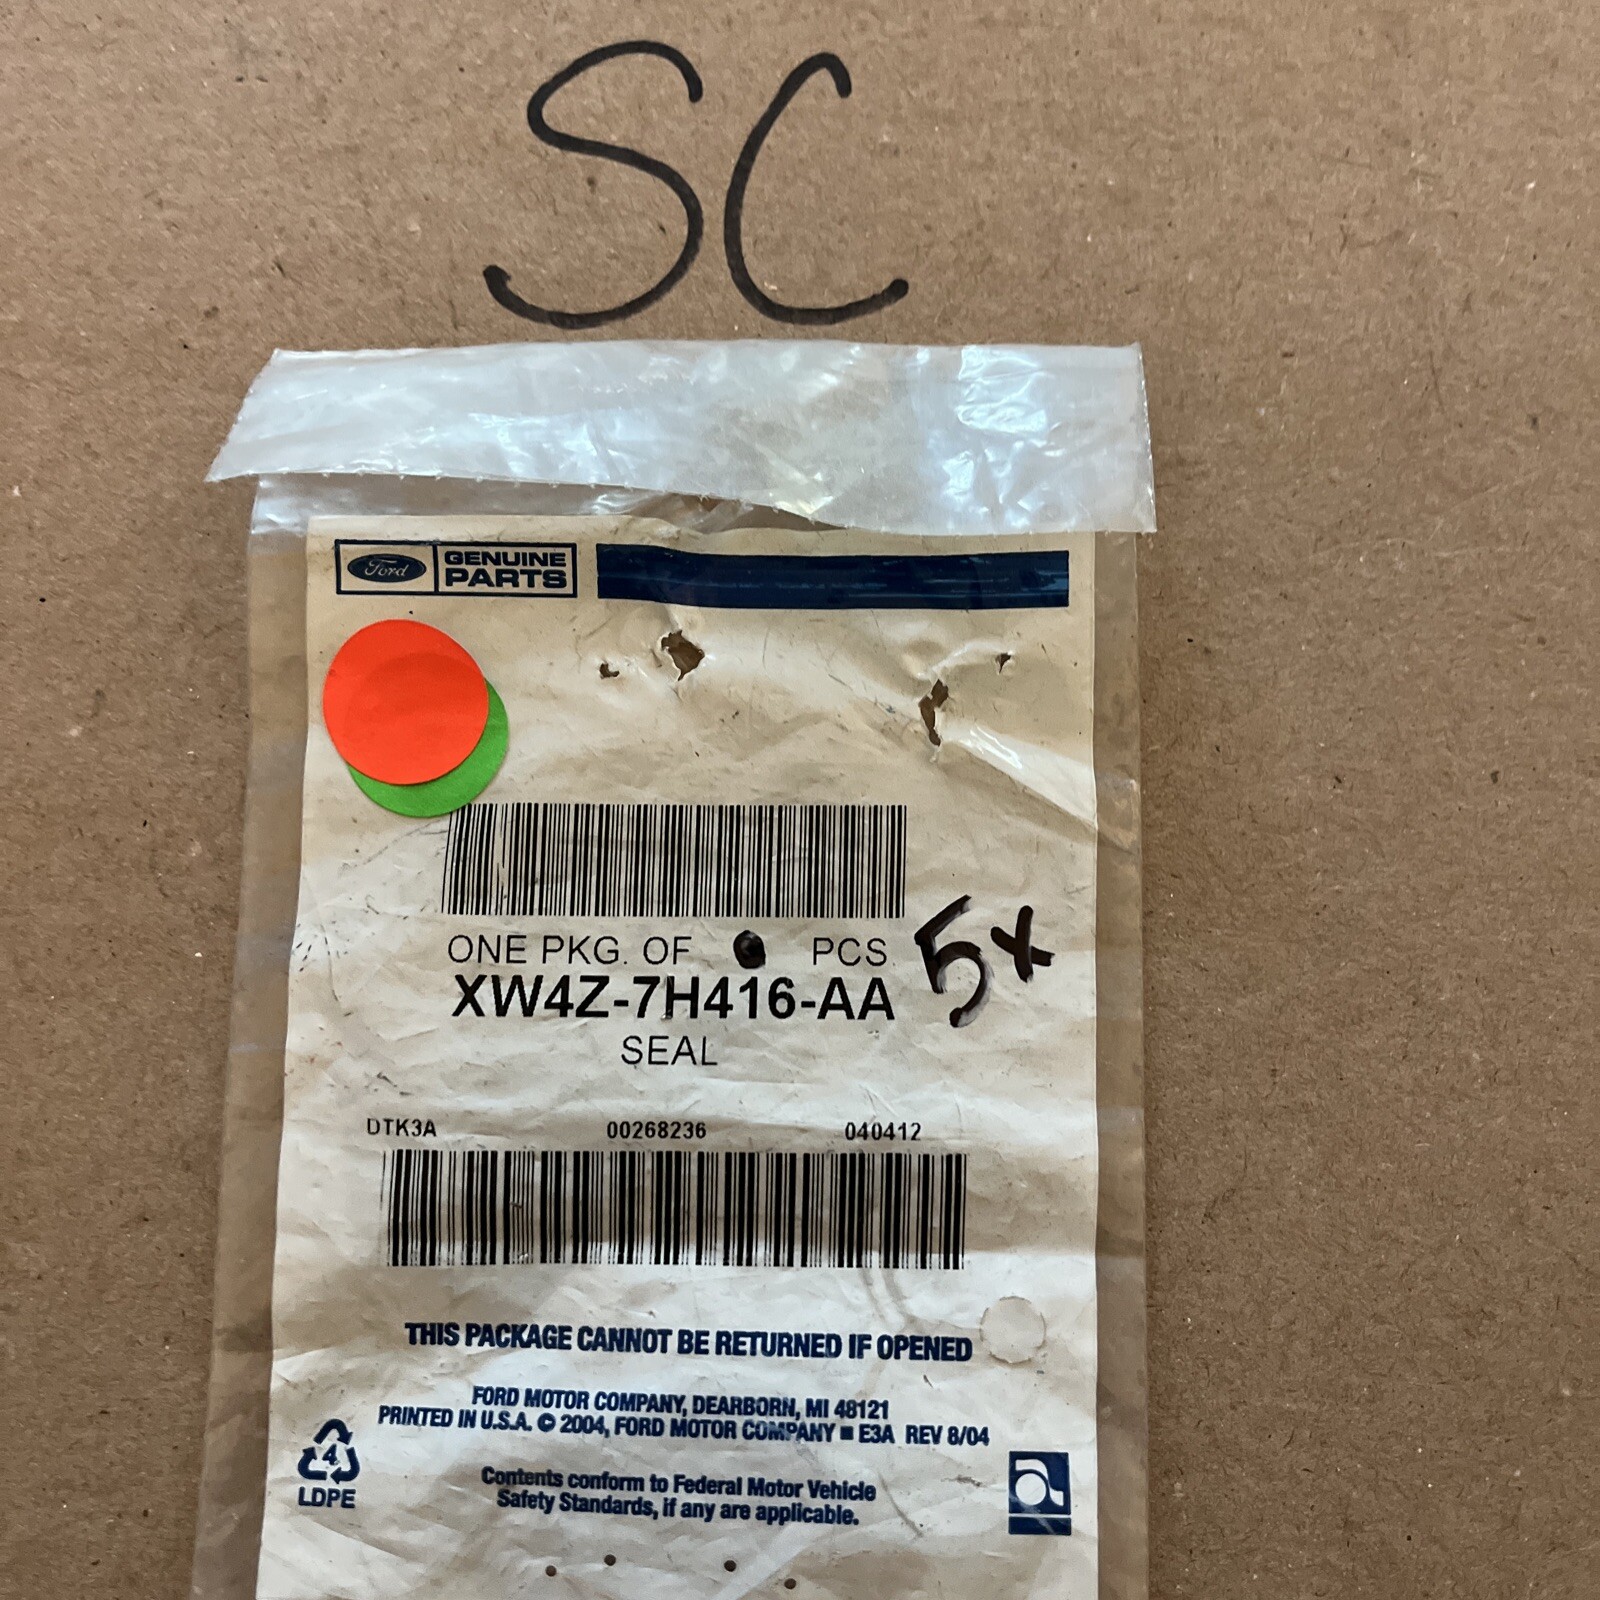 SC
Ford GENUINE PARTS
ONE PKG. OF PCS. 5x
XW4Z-7H416-AA
SEAL
DTK3A 00268236 040412
THIS PACKAGE CANNOT BE RETURNED IF OPENED
FORD MOTOR COMPANY, DEARBORN, MI 48121
PRINTED IN U.S.A. © 2004, FORD MOTOR COMPANY ■ E3A REV 8/04
4
LDPE
Contents conform to Federal Motor Vehicle
Safety Standards, if any are applicable.